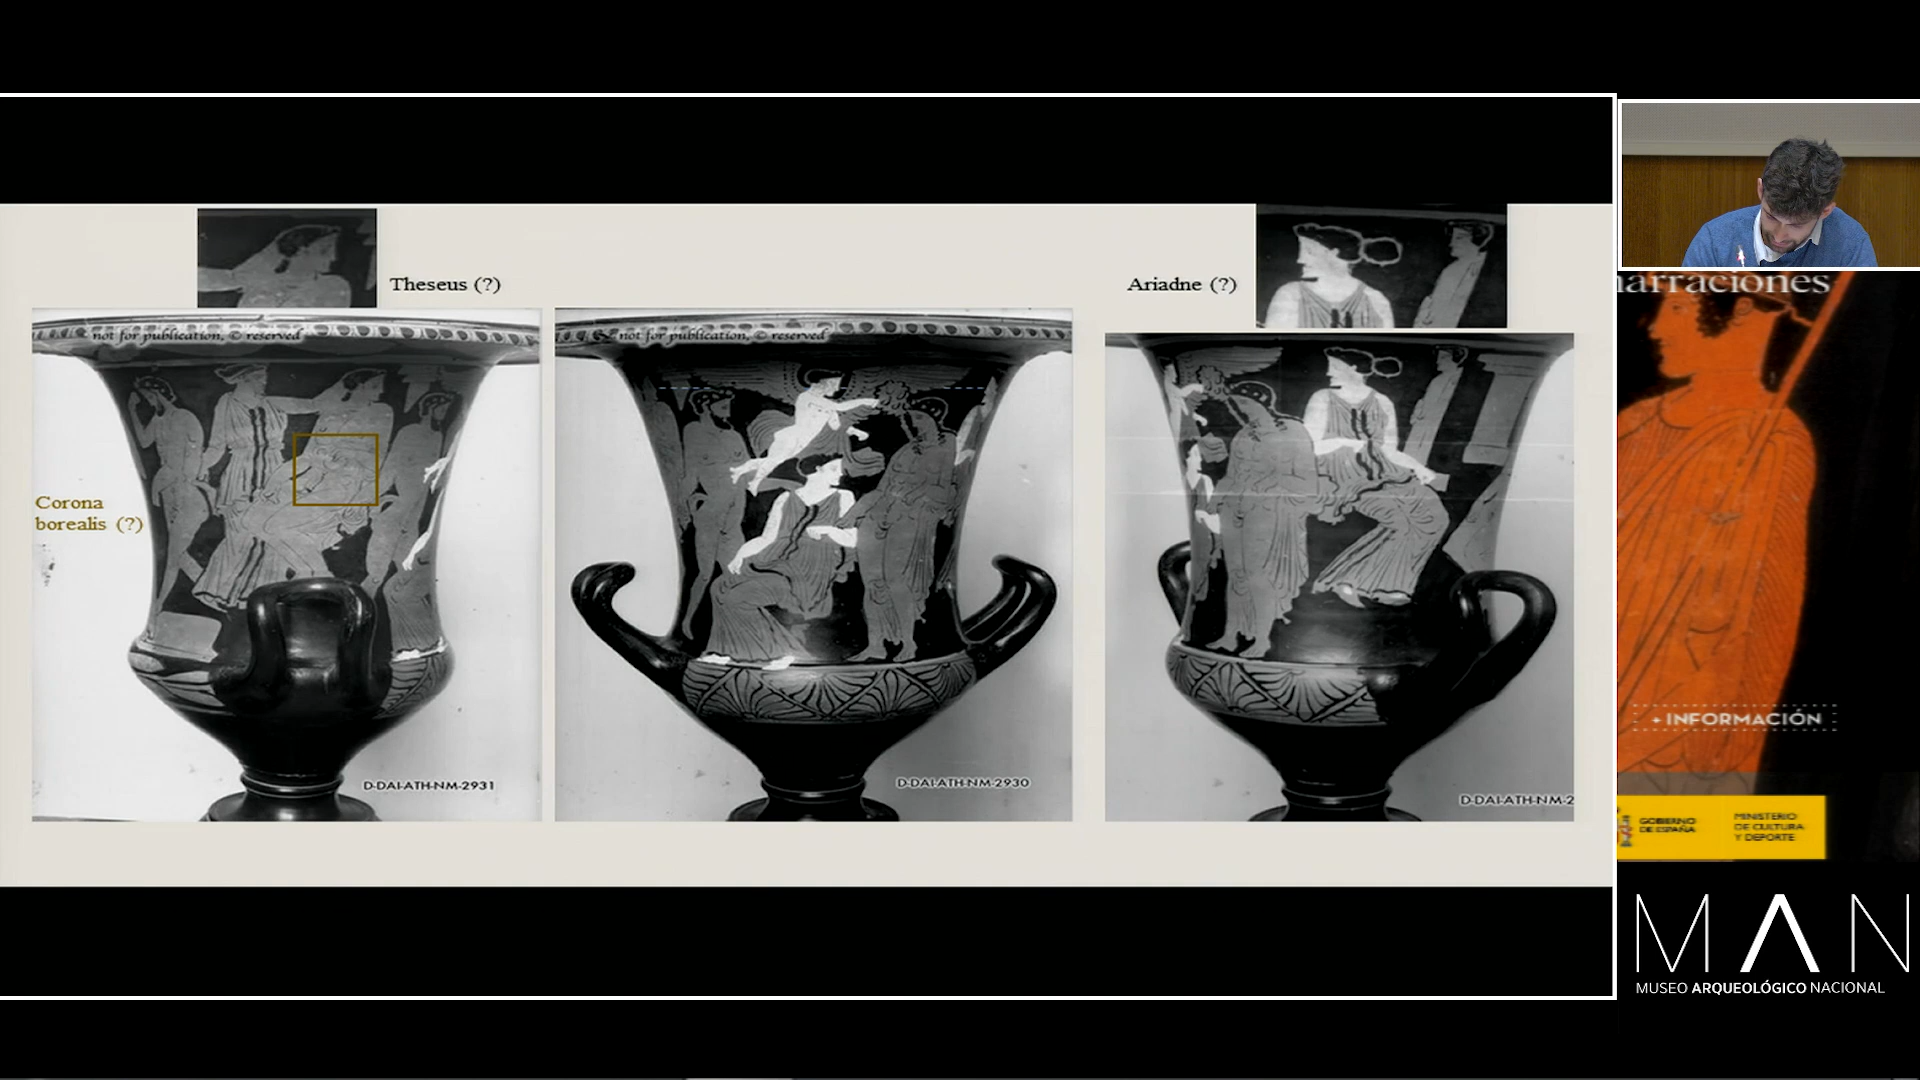 Theseus (?)
Ariadne (?)
not for publication, © reserved
not for publication, © reserved
Corona
borealis (?)
D-DAI-ATH-NM-2931
D-DAI-ATH-NM-2930
D-DAI-ATH-NM-2
narraciones
+ INFORMACIÓN
GOBIERNO
DE ESPAÑA
MINISTERIO
DE CULTURA
Y DEPORTE
MAN
MUSEO ARQUEOLÓGICO NACIONAL